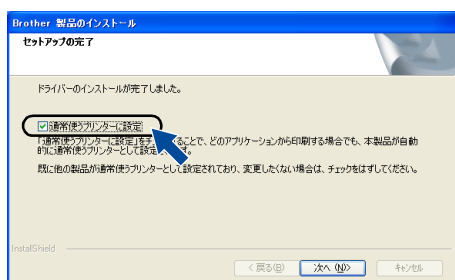 Brother 製品のインストール
セットアップの完了
ドライバーのインストールが完了しました。
通常使うプリンターに設定
「通常使うプリンターに設定」をチ ることで、どのアプリケーションから印刷する場合でも、本製品が自動
的に通常使うプリンターとして設定 す。
既に他の製品が通常使うプリンターとして設定されており、変更したくない場合は、チェックをはずしてください。
InstallShield
< 戻る(B) 次へ (N)> キャンセル